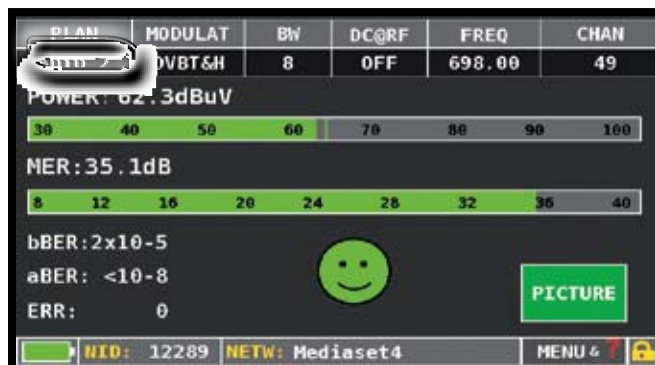 PLAN MODULAT BW DC@RF FREQ CHAN
DVBT&H 8 OFF 698.00 49
POWER: 62.3dBuV
30 40 50 60 70 80 90 100
MER:35.1dB
8 12 16 20 24 28 32 36 40
bBER:2x10-5
aBER: <10-8
PICTURE
ERR: 0
NID: 12289 NETW: Mediaset4 MENU & ?